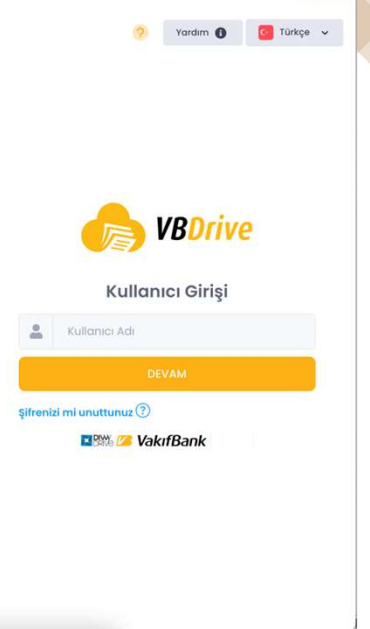 Yardım
Türkçe
VBDrive
Kullanıcı Girişi
Kullanıcı Adı
DEVAM
Şifrenizi mi unuttunuz ?
VakıfBank